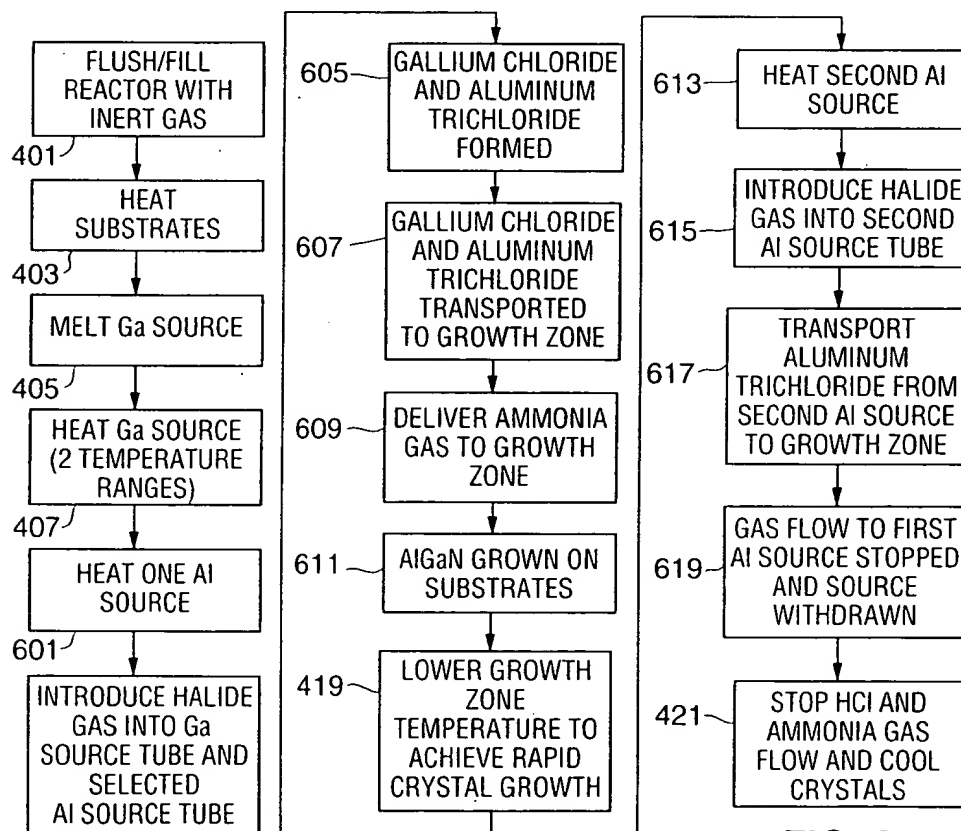 FLUSH/FILL
REACTOR WITH
INERT GAS
401
HEAT
SUBSTRATES
403
MELT Ga SOURCE
405
HEAT Ga SOURCE
(2 TEMPERATURE
RANGES)
407
HEAT ONE Al
SOURCE
601
INTRODUCE HALIDE
GAS INTO Ga
SOURCE TUBE AND
SELECTED
Al SOURCE TUBE
605
GALLIUM CHLORIDE
AND ALUMINUM
TRICHLORIDE
FORMED
607
GALLIUM CHLORIDE
AND ALUMINUM
TRICHLORIDE
TRANSPORTED
TO GROWTH ZONE
609
DELIVER AMMONIA
GAS TO GROWTH
ZONE
611
AlGaN GROWN ON
SUBSTRATES
419
LOWER GROWTH
ZONE
TEMPERATURE TO
ACHIEVE RAPID
CRYSTAL GROWTH
613
HEAT SECOND Al
SOURCE
615
INTRODUCE HALIDE
GAS INTO SECOND
Al SOURCE TUBE
617
TRANSPORT
ALUMINUM
TRICHLORIDE FROM
SECOND Al SOURCE
TO GROWTH ZONE
619
GAS FLOW TO FIRST
Al SOURCE STOPPED
AND SOURCE
WITHDRAWN
421
STOP HCl AND
AMMONIA GAS
FLOW AND COOL
CRYSTALS